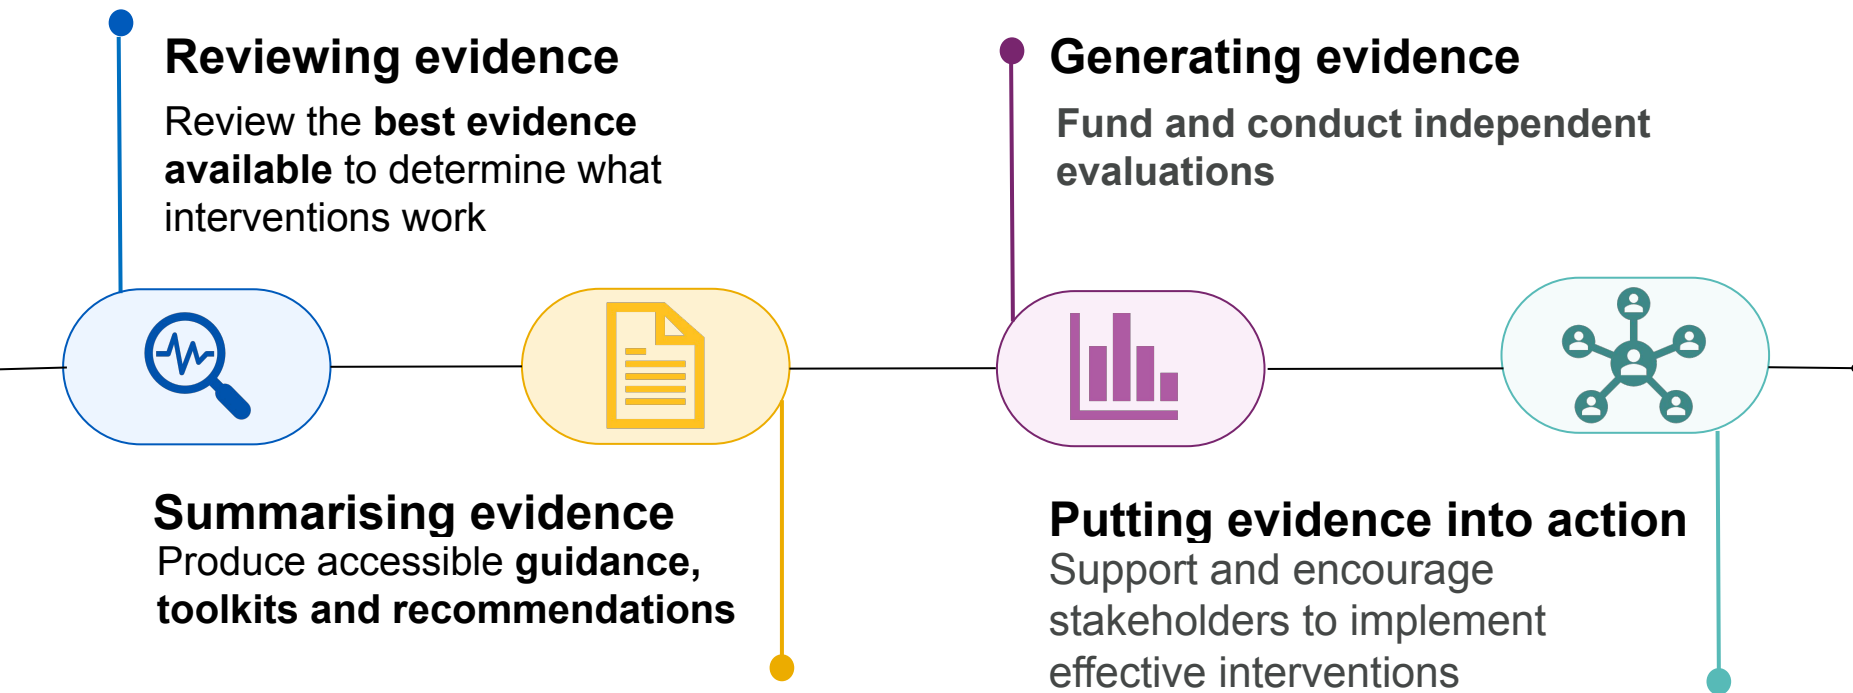 Reviewing evidence
Review the best evidence
available to determine what
interventions work
Summarising evidence
Produce accessible guidance,
toolkits and recommendations
Generating evidence
Fund and conduct independent
evaluations
Putting evidence into action
Support and encourage
stakeholders to implement
effective interventions